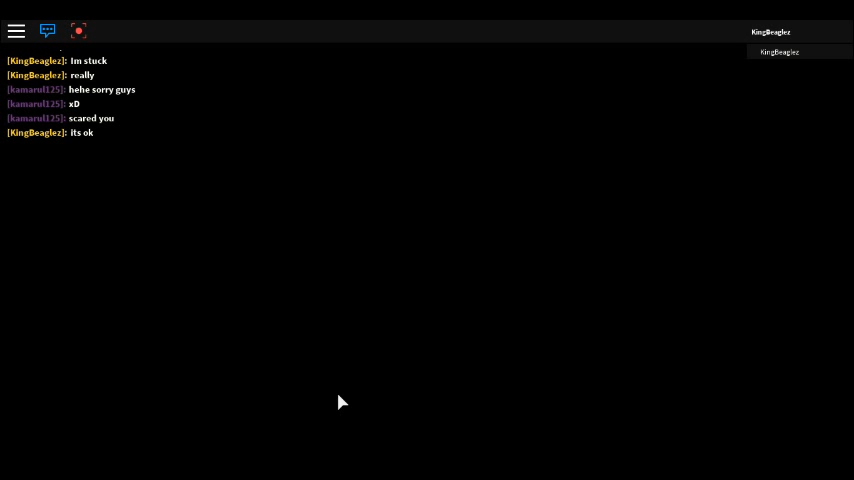 KingBeaglez
KingBeaglez
[KingBeaglez]: Im stuck
[KingBeaglez]: really
[kamarul125]: hehe sorry guys
[kamarul125]: xD
[kamarul125]: scared you
[KingBeaglez]: its ok